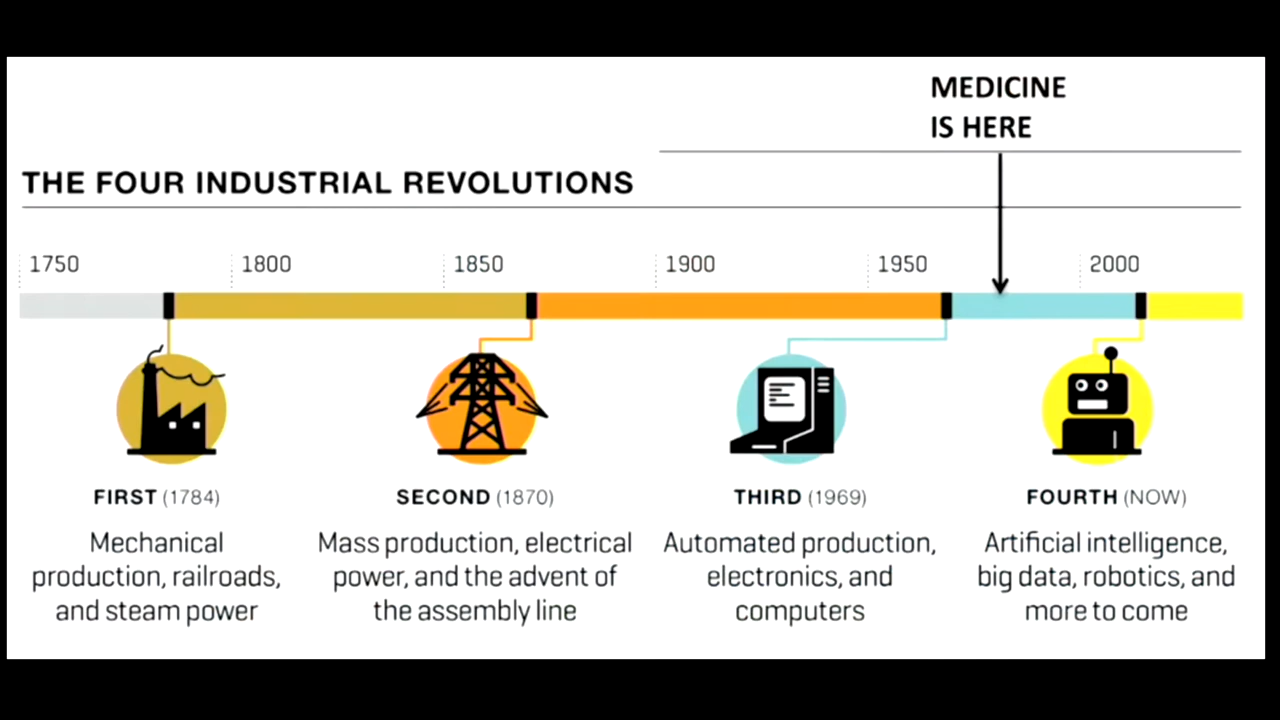 MEDICINE
IS HERE
THE FOUR INDUSTRIAL REVOLUTIONS
1750 1800 1850 1900 1950 2000
FIRST (1784)
Mechanical
production, railroads,
and steam power
SECOND (1870)
Mass production, electrical
power, and the advent of
the assembly line
THIRD (1969)
Automated production,
electronics, and
computers
FOURTH (NOW)
Artificial intelligence,
big data, robotics, and
more to come